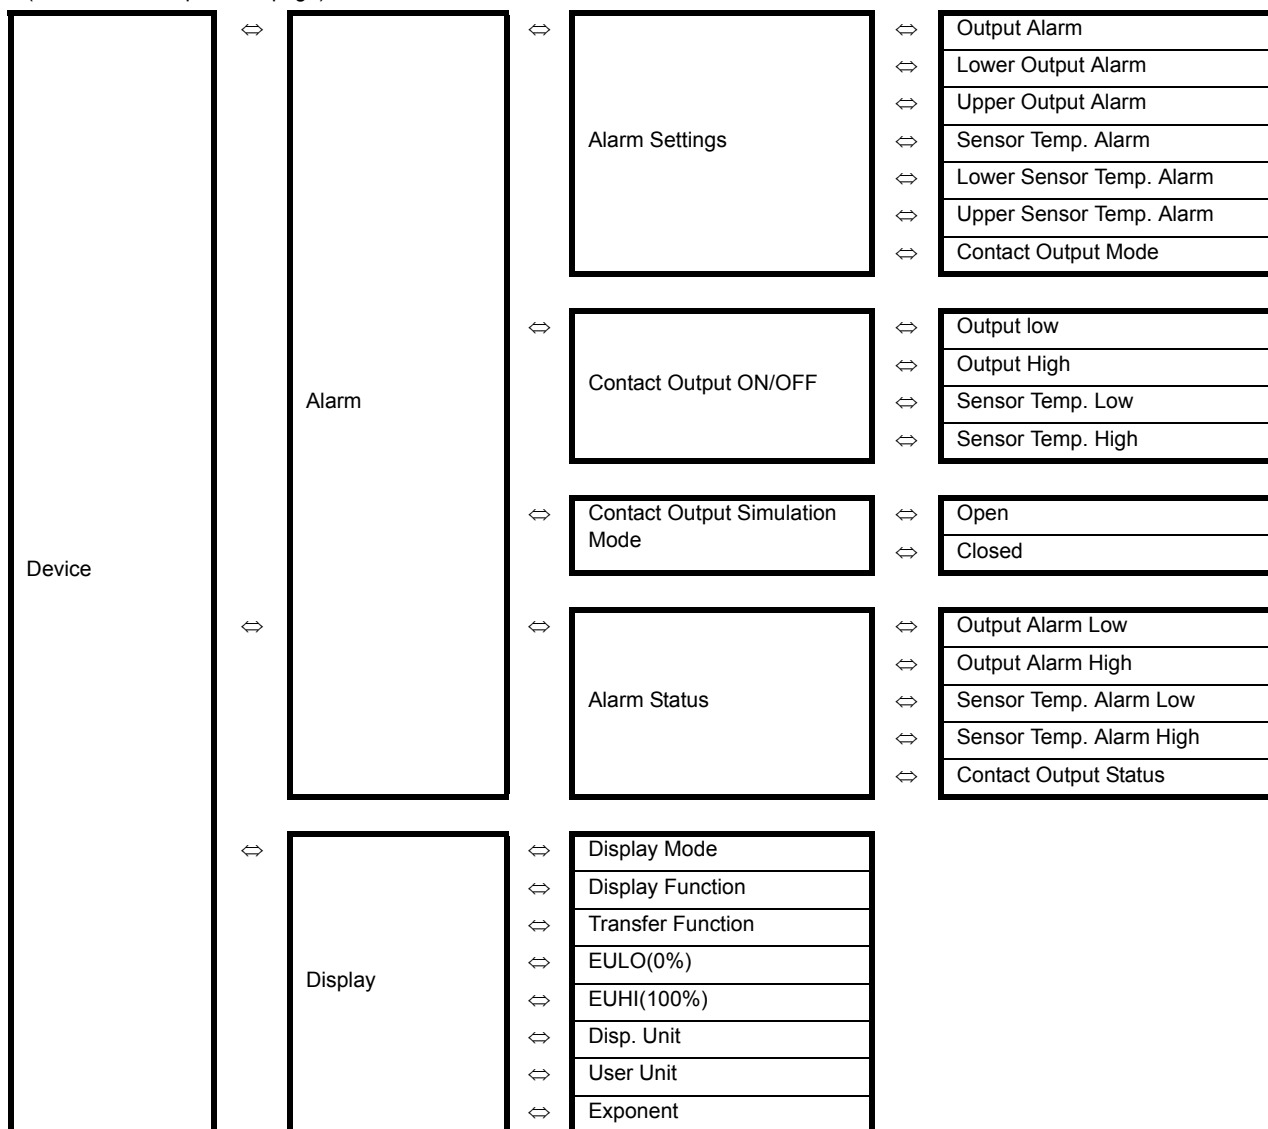 Device
Alarm
Alarm Settings
⇔ Output Alarm
⇔ Lower Output Alarm
⇔ Upper Output Alarm
⇔ Sensor Temp. Alarm
⇔ Lower Sensor Temp. Alarm
⇔ Upper Sensor Temp. Alarm
⇔ Contact Output Mode
Contact Output ON/OFF
⇔ Output low
⇔ Output High
⇔ Sensor Temp. Low
⇔ Sensor Temp. High
Contact Output Simulation
Mode
⇔ Open
⇔ Closed
Alarm Status
⇔ Output Alarm Low
⇔ Output Alarm High
⇔ Sensor Temp. Alarm Low
⇔ Sensor Temp. Alarm High
⇔ Contact Output Status
Display
⇔ Display Mode
⇔ Display Function
⇔ Transfer Function
⇔ EULO(0%)
⇔ EUHI(100%)
⇔ Disp. Unit
⇔ User Unit
⇔ Exponent